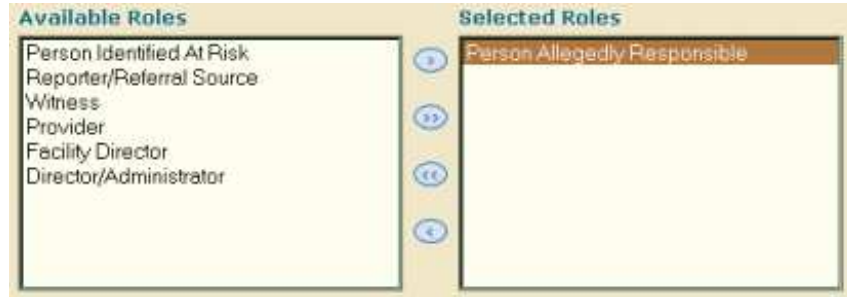 Available Roles
Person Identified At Risk
Reporter/Referral Source
Witness
Provider
Facility Director
Director/Administrator
>
>>
<<
<
Selected Roles
Person Allegedly Responsible